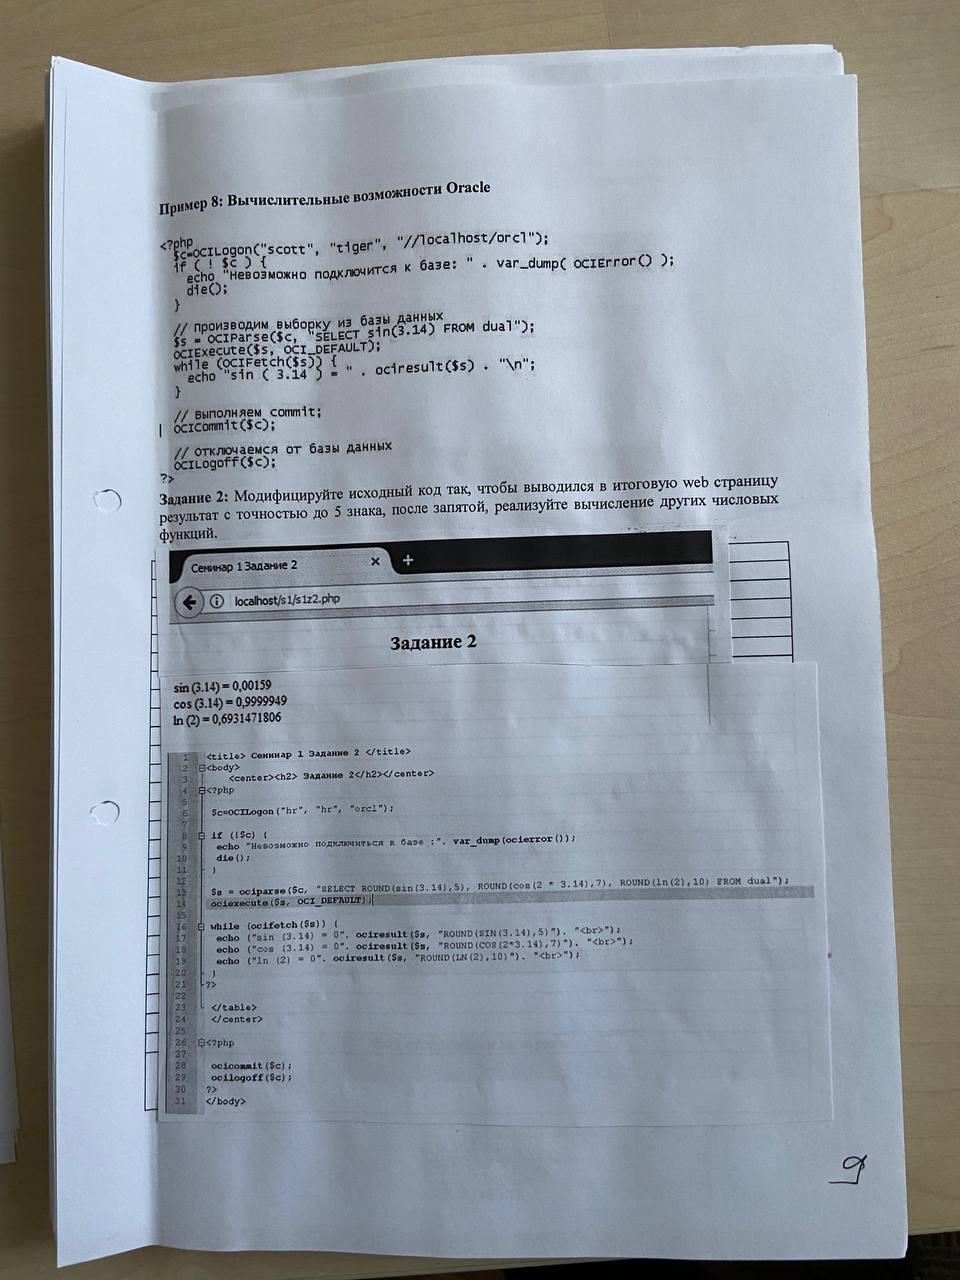 Пример 8: Вычислительные возможности Oracle
<?php
$c=OCILogon("scott", "tiger", "//localhost/orcl");
if ( ! $c ) {
echo "Невозможно подключится к базе: " . var_dump( OCIError() );
die();
}
// производим выборку из базы данных
$s = OCIParse($c, "SELECT sin(3.14) FROM dual");
OCIExecute($s, OCI_DEFAULT);
while (OCIFetch($s)) {
echo "sin ( 3.14 ) = " . ociresult($s) . "\n";
}
// выполняем commit;
OCICommit($c);
// отключаемся от базы данных
OCILogoff($c);
?>
Задание 2: Модифицируйте исходный код так, чтобы выводился в итоговую web страницу
результат с точностью до 5 знака, после запятой, реализуйте вычисление других числовых
функций.
Семинар 1 Задание 2 × +
localhost/s1/s1z2.php
Задание 2
sin (3.14) = 0,00159
cos (3.14) = 0,9999949
ln (2) = 0,6931471806
1 <title> Семинар 1 Задание 2 </title>
2 <body>
3 <center><h2> Задание 2</h2></center>
4 <?php
5
6 $c=OCILogon("hr", "hr", "orcl");
7
8 if (!$c) {
9 echo "Невозможно подключиться к базе :". var_dump(ocierror());
10 die();
11 }
12
13 $s = ociparse($c, "SELECT ROUND(sin(3.14),5), ROUND(cos(2 * 3.14),7), ROUND(ln(2),10) FROM dual");
14 ociexecute($s, OCI_DEFAULT);
15
16 while (ocifetch($s)) {
17 echo ("sin (3.14) = 0". ociresult($s, "ROUND(SIN(3.14),5)"). "<br>");
18 echo ("cos (3.14) = 0". ociresult($s, "ROUND(COS(2*3.14),7)"). "<br>");
19 echo ("ln (2) = 0". ociresult($s, "ROUND(LN(2),10)"). "<br>");
20 }
21 ?>
22
23 </table>
24 </center>
25
26 <?php
27
28 ocicommit($c);
29 ocilogoff($c);
30 ?>
31 </body>
9